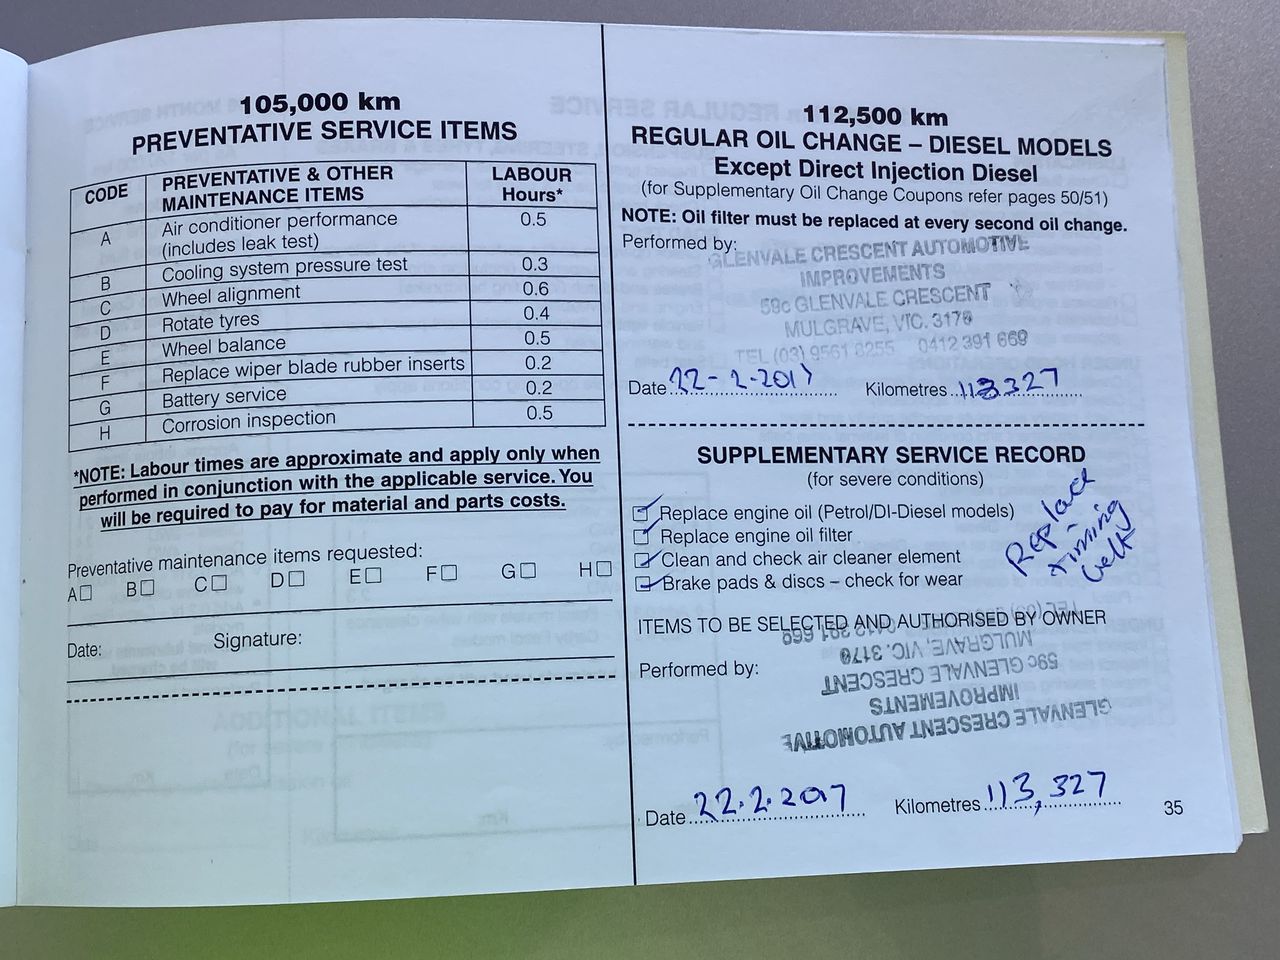 105,000 km
PREVENTATIVE SERVICE ITEMS
CODE PREVENTATIVE & OTHER MAINTENANCE ITEMS LABOUR Hours*
A Air conditioner performance (includes leak test) 0.5
B Cooling system pressure test 0.3
C Wheel alignment 0.6
D Rotate tyres 0.4
E Wheel balance 0.5
F Replace wiper blade rubber inserts 0.2
G Battery service 0.2
H Corrosion inspection 0.5
*NOTE: Labour times are approximate and apply only when
performed in conjunction with the applicable service. You
will be required to pay for material and parts costs.
Preventative maintenance items requested:
A☐ B☐ C☐ D☐ E☐ F☐ G☐ H☐
Date: Signature:
112,500 km
REGULAR OIL CHANGE – DIESEL MODELS
Except Direct Injection Diesel
(for Supplementary Oil Change Coupons refer pages 50/51)
NOTE: Oil filter must be replaced at every second oil change.
Performed by:
GLENVALE CRESCENT AUTOMOTIVE
IMPROVEMENTS
59c GLENVALE CRESCENT
MULGRAVE, VIC. 3170
TEL (03) 9561 8255 0412 391 669
Date 22-2-2017 Kilometres 113327
SUPPLEMENTARY SERVICE RECORD
(for severe conditions)
Replace engine oil (Petrol/DI-Diesel models)
Replace engine oil filter
Clean and check air cleaner element
Brake pads & discs – check for wear
Replace
timing
belt
ITEMS TO BE SELECTED AND AUTHORISED BY OWNER
Performed by:
GLENVALE CRESCENT AUTOMOTIVE
IMPROVEMENTS
59c GLENVALE CRESCENT
MULGRAVE, VIC. 3170
0412 391 669
Date 22.2.2017 Kilometres 113,327
35